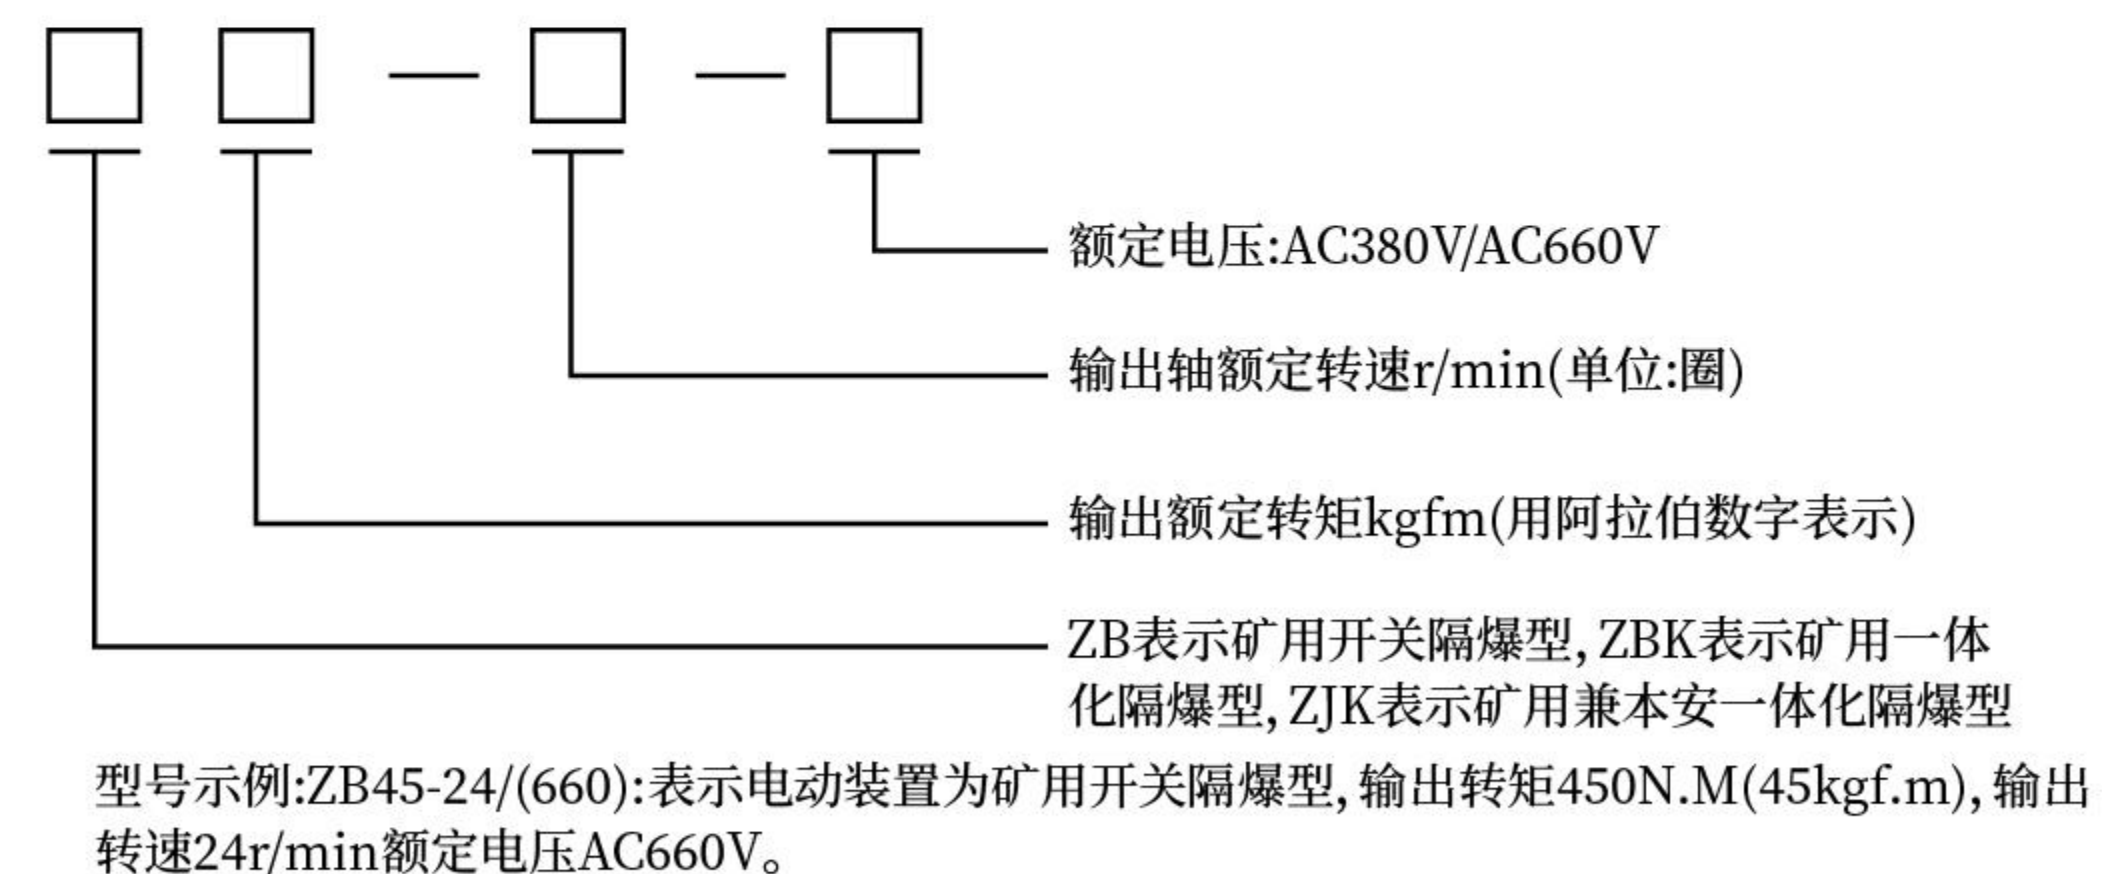 额定电压:AC380V/AC660V
输出轴额定转速r/min(单位:圈)
输出额定转矩kgfm(用阿拉伯数字表示)
ZB表示矿用开关隔爆型, ZBK表示矿用一体
化隔爆型, ZJK表示矿用兼本安一体化隔爆型
型号示例:ZB45-24/(660):表示电动装置为矿用开关隔爆型, 输出转矩450N.M(45kgf.m), 输出
转速24r/min额定电压AC660V。